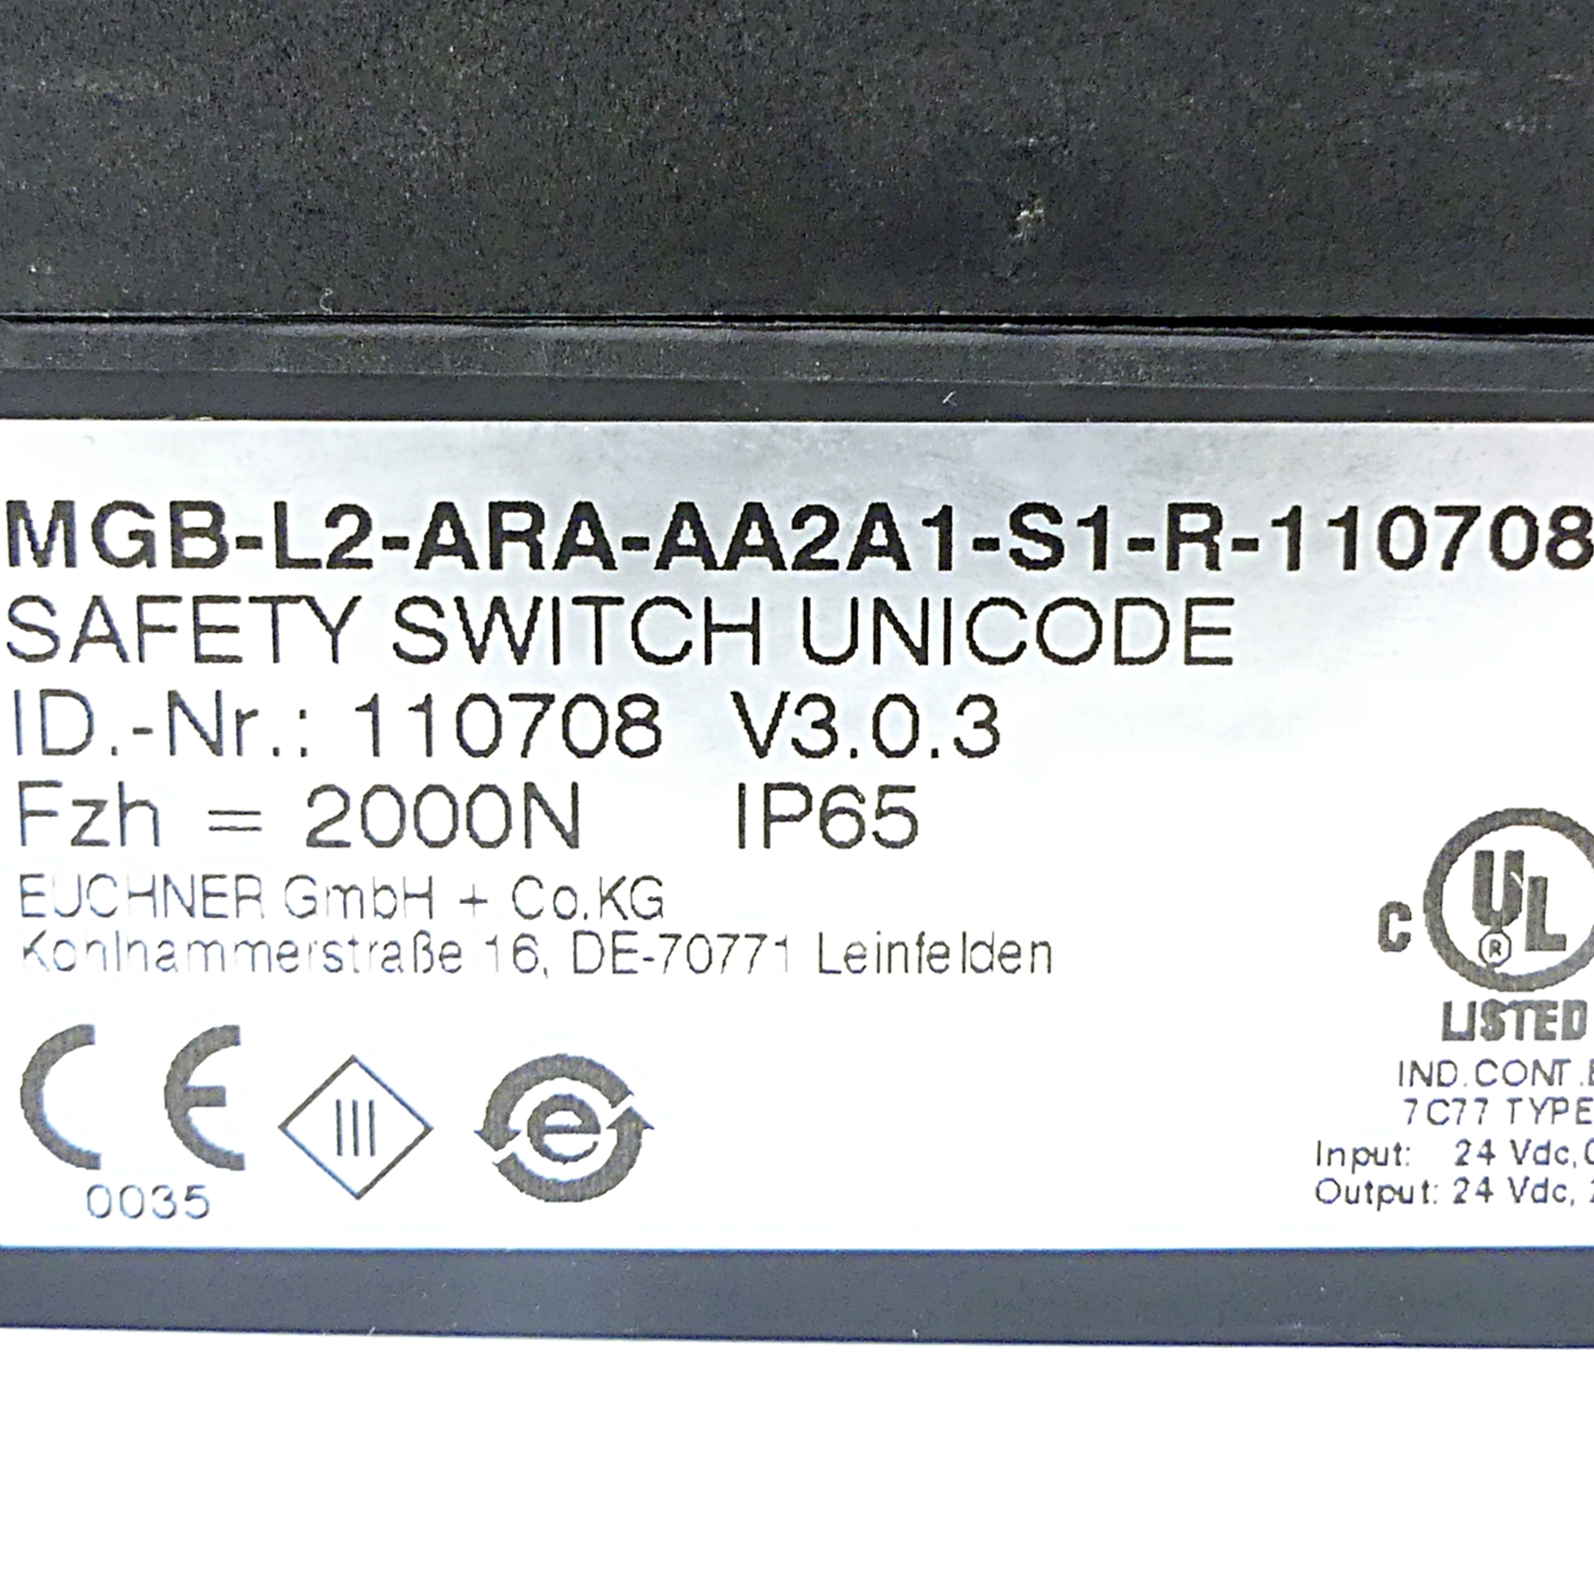 MGB-L2-ARA-AA2A1-S1-R-110708
SAFETY SWITCH UNICODE
ID.-Nr.: 110708 V3.0.3
Fzh = 2000N IP65
EUCHNER GmbH + Co.KG
Kohlhammerstraße 16, DE-70771 Leinfelden
CE
0035
III
e
C UL ®
LISTED
IND.CONT.
7C77 TYPE
Input: 24 Vdc,
Output: 24 Vdc,